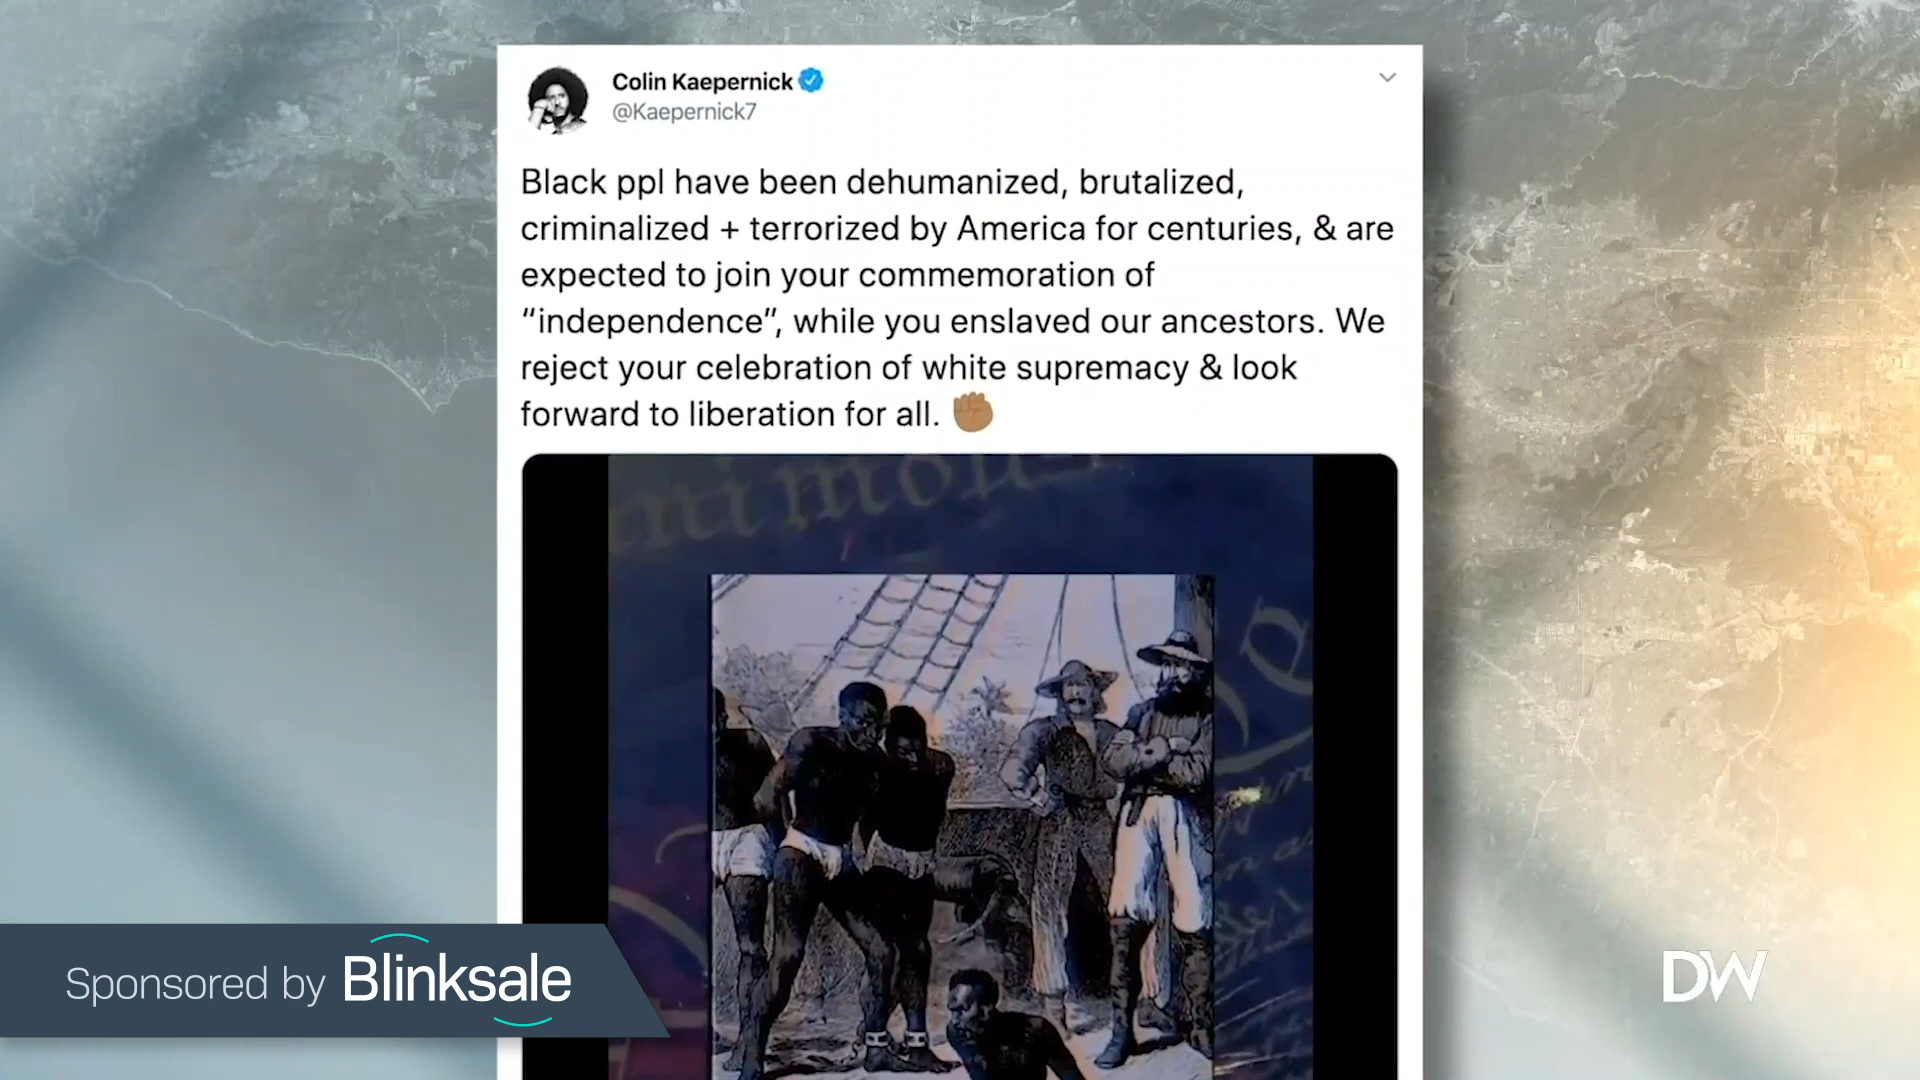 Colin Kaepernick
@Kaepernick7
Black ppl have been dehumanized, brutalized,
criminalized + terrorized by America for centuries, & are
expected to join your commemoration of
“independence”, while you enslaved our ancestors. We
reject your celebration of white supremacy & look
forward to liberation for all.
Sponsored by Blinksale
DW